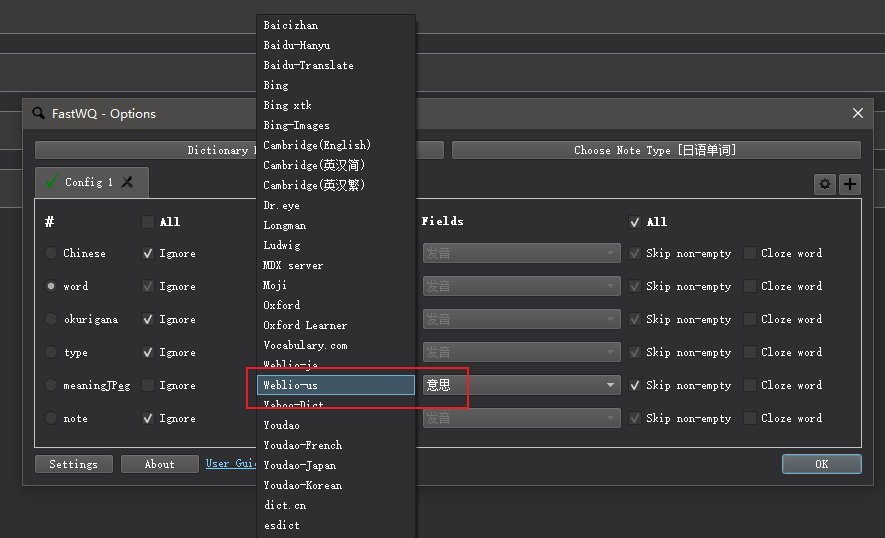 Baicizhan
Baidu-Hanyu
Baidu-Translate
Bing
Bing xtk
Bing-Images
Cambridge(English)
Cambridge(英汉简)
Cambridge(英汉繁)
Dr.eye
Longman
Ludwig
MDX server
Moji
Oxford
Oxford Learner
Vocabulary.com
Weblio-ja
Weblio-us
Yahoo-Dict
Youdao
Youdao-French
Youdao-Japan
Youdao-Korean
dict.cn
esdict
FastWQ - Options
Dictionary
Choose Note Type [日语单词]
Config 1
# All Fields All
Chinese Ignore 发音 Skip non-empty Cloze word
word Ignore 发音 Skip non-empty Cloze word
okurigana Ignore 发音 Skip non-empty Cloze word
type Ignore 发音 Skip non-empty Cloze word
meaningJPeg Ignore 意思 Skip non-empty Cloze word
note Ignore 发音 Skip non-empty Cloze word
Settings About User Gui OK